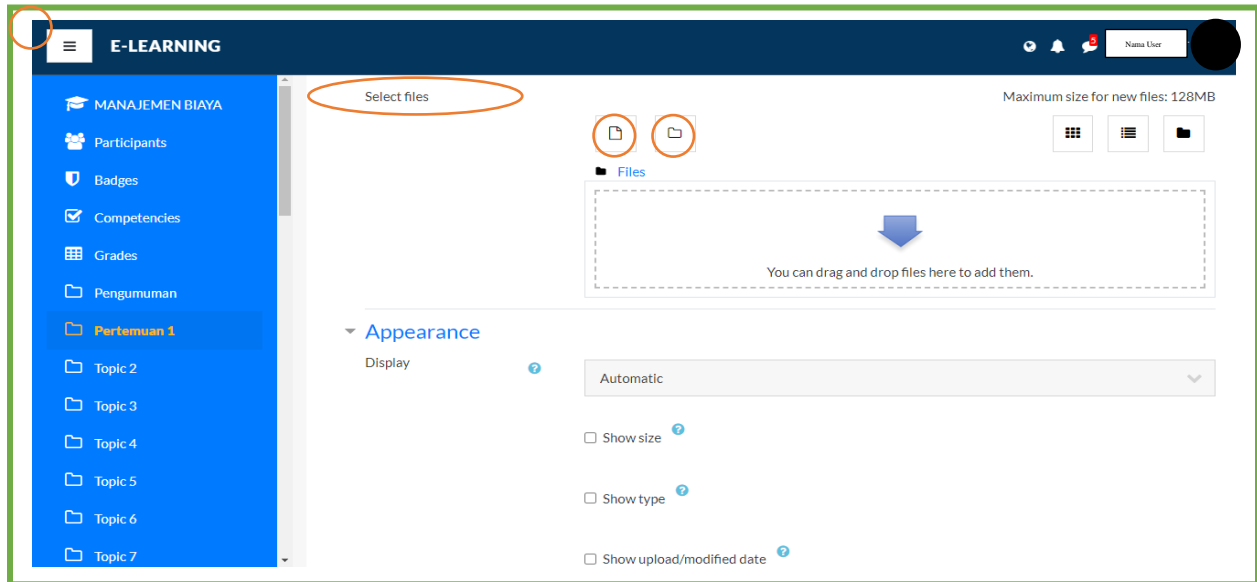 E-LEARNING
5
Nama User
MANAJEMEN BIAYA
Participants
Badges
Competencies
Grades
Pengumuman
Pertemuan 1
Topic 2
Topic 3
Topic 4
Topic 5
Topic 6
Topic 7
Select files
Maximum size for new files: 128MB
Files
You can drag and drop files here to add them.
Appearance
Display
?
Automatic
Show size ?
Show type ?
Show upload/modified date ?